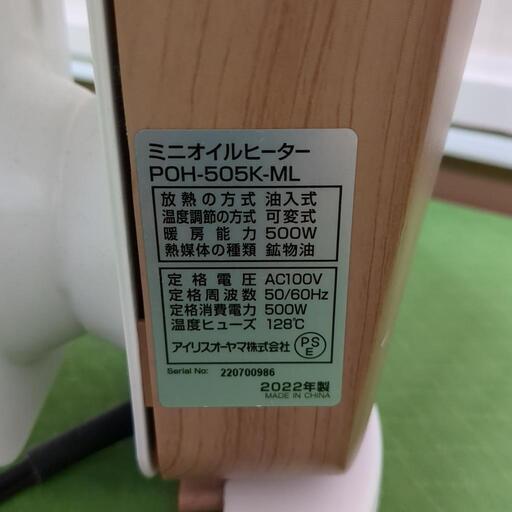 ミニオイルヒーター
POH-505K-ML
放熱の方式 油入式
温度調節の方式 可変式
暖房能力 500W
熱媒体の種類 鉱物油
定格電圧 AC100V
定格周波数 50/60Hz
定格消費電力 500W
温度ヒューズ 128℃
アイリスオーヤマ株式会社 PSE
Serial No: 220700986
2022年製
MADE IN CHINA